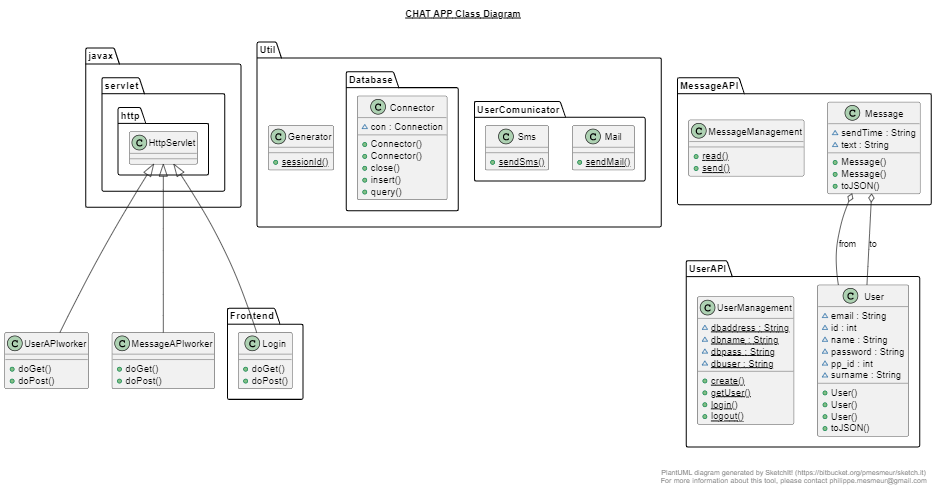 CHAT APP Class Diagram
javax
servlet
http
C HttpServlet
Util
C Generator
sessionId()
Database
C Connector
con : Connection
Connector()
Connector()
close()
insert()
query()
UserComunicator
C Sms
sendSms()
C Mail
sendMail()
MessageAPI
C MessageManagement
read()
send()
C Message
sendTime : String
text : String
Message()
Message()
toJSON()
from
to
C UserAPIworker
doGet()
doPost()
C MessageAPIworker
doGet()
doPost()
Frontend
C Login
doGet()
doPost()
UserAPI
C UserManagement
dbaddress : String
dbname : String
dbpass : String
dbuser : String
create()
getUser()
login()
logout()
C User
email : String
id : int
name : String
password : String
pp_id : int
surname : String
User()
User()
User()
toJSON()
PlantUML diagram generated by SketchIt! (https://bitbucket.org/pmesmeur/sketch.it)
For more information about this tool, please contact philippe.mesmeur@gmail.com